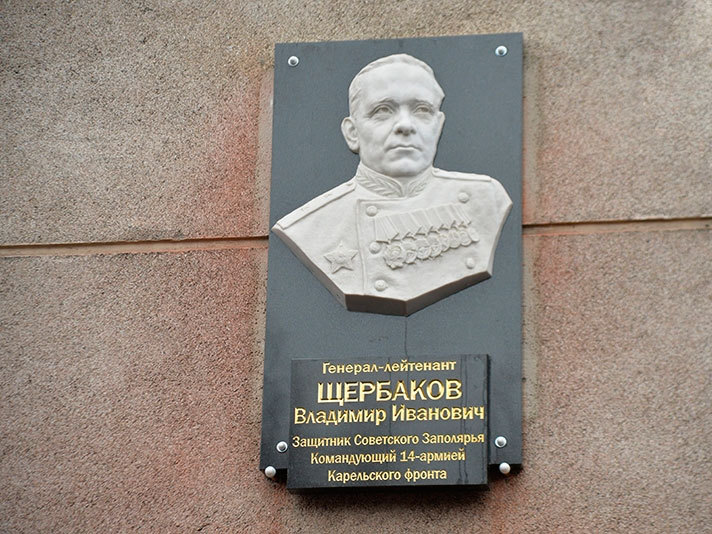 Генерал-лейтенант
ЩЕРБАКОВ
Владимир Иванович
Защитник Советского Заполярья
Командующий 14-армией
Карельского фронта